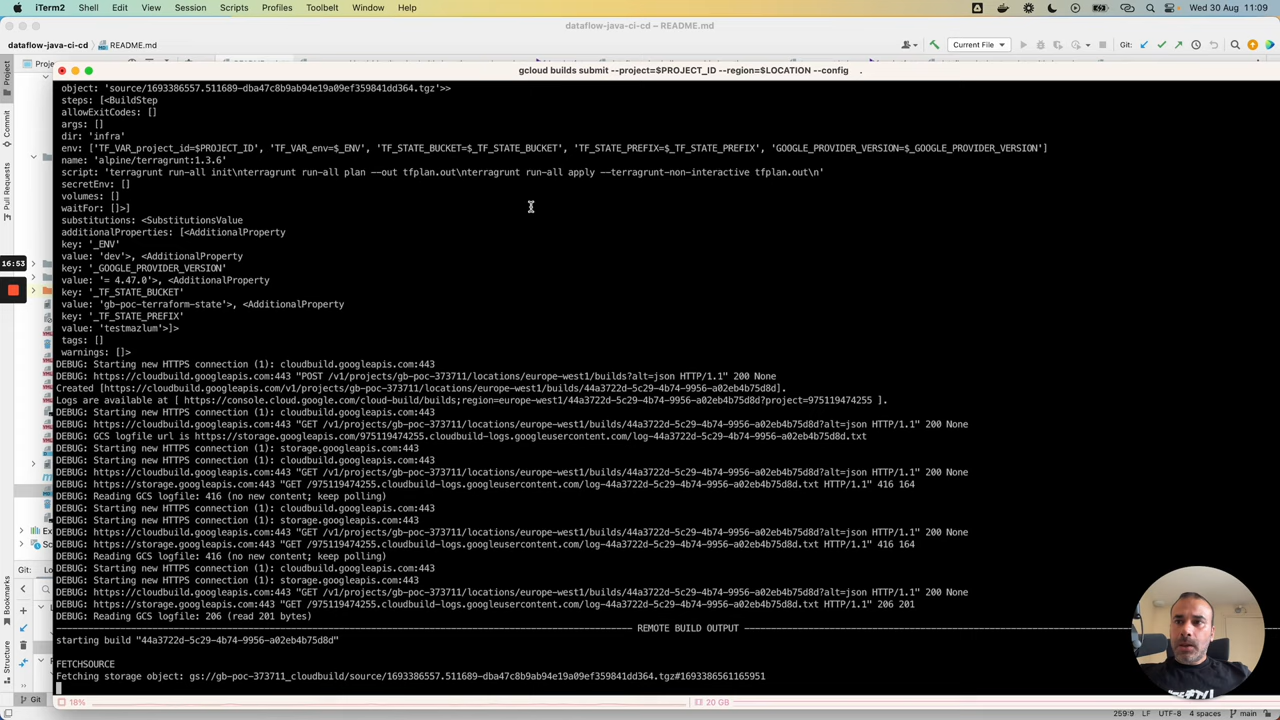 iTerm2 Shell Edit View Session Scripts Profiles Toolbelt Window Help Wed 30 Aug 11:09
dataflow-java-ci-cd – README.md
dataflow-java-ci-cd README.md Current File Git:
gcloud builds submit --project=$PROJECT_ID --region=$LOCATION --config .
object: 'source/1693386557.511689-dba47c8b9ab94e19a09ef359841dd364.tgz'>>
steps: [<BuildStep
allowExitCodes: []
args: []
dir: 'infra'
env: ['TF_VAR_project_id=$PROJECT_ID', 'TF_VAR_env=$_ENV', 'TF_STATE_BUCKET=$_TF_STATE_BUCKET', 'TF_STATE_PREFIX=$_TF_STATE_PREFIX', 'GOOGLE_PROVIDER_VERSION=$_GOOGLE_PROVIDER_VERSION']
name: 'alpine/terragrunt:1.3.6'
script: 'terragrunt run-all init\nterragrunt run-all plan --out tfplan.out\nterragrunt run-all apply --terragrunt-non-interactive tfplan.out\n'
secretEnv: []
volumes: []
waitFor: []>]
substitutions: <SubstitutionsValue
additionalProperties: [<AdditionalProperty
key: '_ENV'
value: 'dev'>, <AdditionalProperty
key: '_GOOGLE_PROVIDER_VERSION'
value: '= 4.47.0'>, <AdditionalProperty
key: '_TF_STATE_BUCKET'
value: 'gb-poc-terraform-state'>, <AdditionalProperty
key: '_TF_STATE_PREFIX'
value: 'testmazlum'>]>
tags: []
warnings: []>
DEBUG: Starting new HTTPS connection (1): cloudbuild.googleapis.com:443
DEBUG: https://cloudbuild.googleapis.com:443 "POST /v1/projects/gb-poc-373711/locations/europe-west1/builds?alt=json HTTP/1.1" 200 None
Created [https://cloudbuild.googleapis.com/v1/projects/gb-poc-373711/locations/europe-west1/builds/44a3722d-5c29-4b74-9956-a02eb4b75d8d].
Logs are available at [ https://console.cloud.google.com/cloud-build/builds;region=europe-west1/44a3722d-5c29-4b74-9956-a02eb4b75d8d?project=975119474255 ].
DEBUG: Starting new HTTPS connection (1): cloudbuild.googleapis.com:443
DEBUG: https://cloudbuild.googleapis.com:443 "GET /v1/projects/gb-poc-373711/locations/europe-west1/builds/44a3722d-5c29-4b74-9956-a02eb4b75d8d?alt=json HTTP/1.1" 200 None
DEBUG: GCS logfile url is https://storage.googleapis.com/975119474255.cloudbuild-logs.googleusercontent.com/log-44a3722d-5c29-4b74-9956-a02eb4b75d8d.txt
DEBUG: Starting new HTTPS connection (1): storage.googleapis.com:443
DEBUG: Starting new HTTPS connection (1): cloudbuild.googleapis.com:443
DEBUG: https://cloudbuild.googleapis.com:443 "GET /v1/projects/gb-poc-373711/locations/europe-west1/builds/44a3722d-5c29-4b74-9956-a02eb4b75d8d?alt=json HTTP/1.1" 200 None
DEBUG: https://storage.googleapis.com:443 "GET /975119474255.cloudbuild-logs.googleusercontent.com/log-44a3722d-5c29-4b74-9956-a02eb4b75d8d.txt HTTP/1.1" 416 164
DEBUG: Reading GCS logfile: 416 (no new content; keep polling)
DEBUG: Starting new HTTPS connection (1): cloudbuild.googleapis.com:443
DEBUG: Starting new HTTPS connection (1): storage.googleapis.com:443
DEBUG: https://cloudbuild.googleapis.com:443 "GET /v1/projects/gb-poc-373711/locations/europe-west1/builds/44a3722d-5c29-4b74-9956-a02eb4b75d8d?alt=json HTTP/1.1" 200 None
DEBUG: https://storage.googleapis.com:443 "GET /975119474255.cloudbuild-logs.googleusercontent.com/log-44a3722d-5c29-4b74-9956-a02eb4b75d8d.txt HTTP/1.1" 416 164
DEBUG: Reading GCS logfile: 416 (no new content; keep polling)
DEBUG: Starting new HTTPS connection (1): cloudbuild.googleapis.com:443
DEBUG: Starting new HTTPS connection (1): storage.googleapis.com:443
DEBUG: https://cloudbuild.googleapis.com:443 "GET /v1/projects/gb-poc-373711/locations/europe-west1/builds/44a3722d-5c29-4b74-9956-a02eb4b75d8d?alt=json HTTP/1.1" 200 None
DEBUG: https://storage.googleapis.com:443 "GET /975119474255.cloudbuild-logs.googleusercontent.com/log-44a3722d-5c29-4b74-9956-a02eb4b75d8d.txt HTTP/1.1" 206 201
DEBUG: Reading GCS logfile: 206 (read 201 bytes)
REMOTE BUILD OUTPUT
starting build "44a3722d-5c29-4b74-9956-a02eb4b75d8d"
FETCHSOURCE
Fetching storage object: gs://gb-poc-373711_cloudbuild/source/1693386557.511689-dba47c8b9ab94e19a09ef359841dd364.tgz#1693386561165951
18% 20 GB
Project
Commit
Pull Requests
16:53
Bookmarks
Structure
Git:
Git
259:9 LF UTF-8 4 spaces main